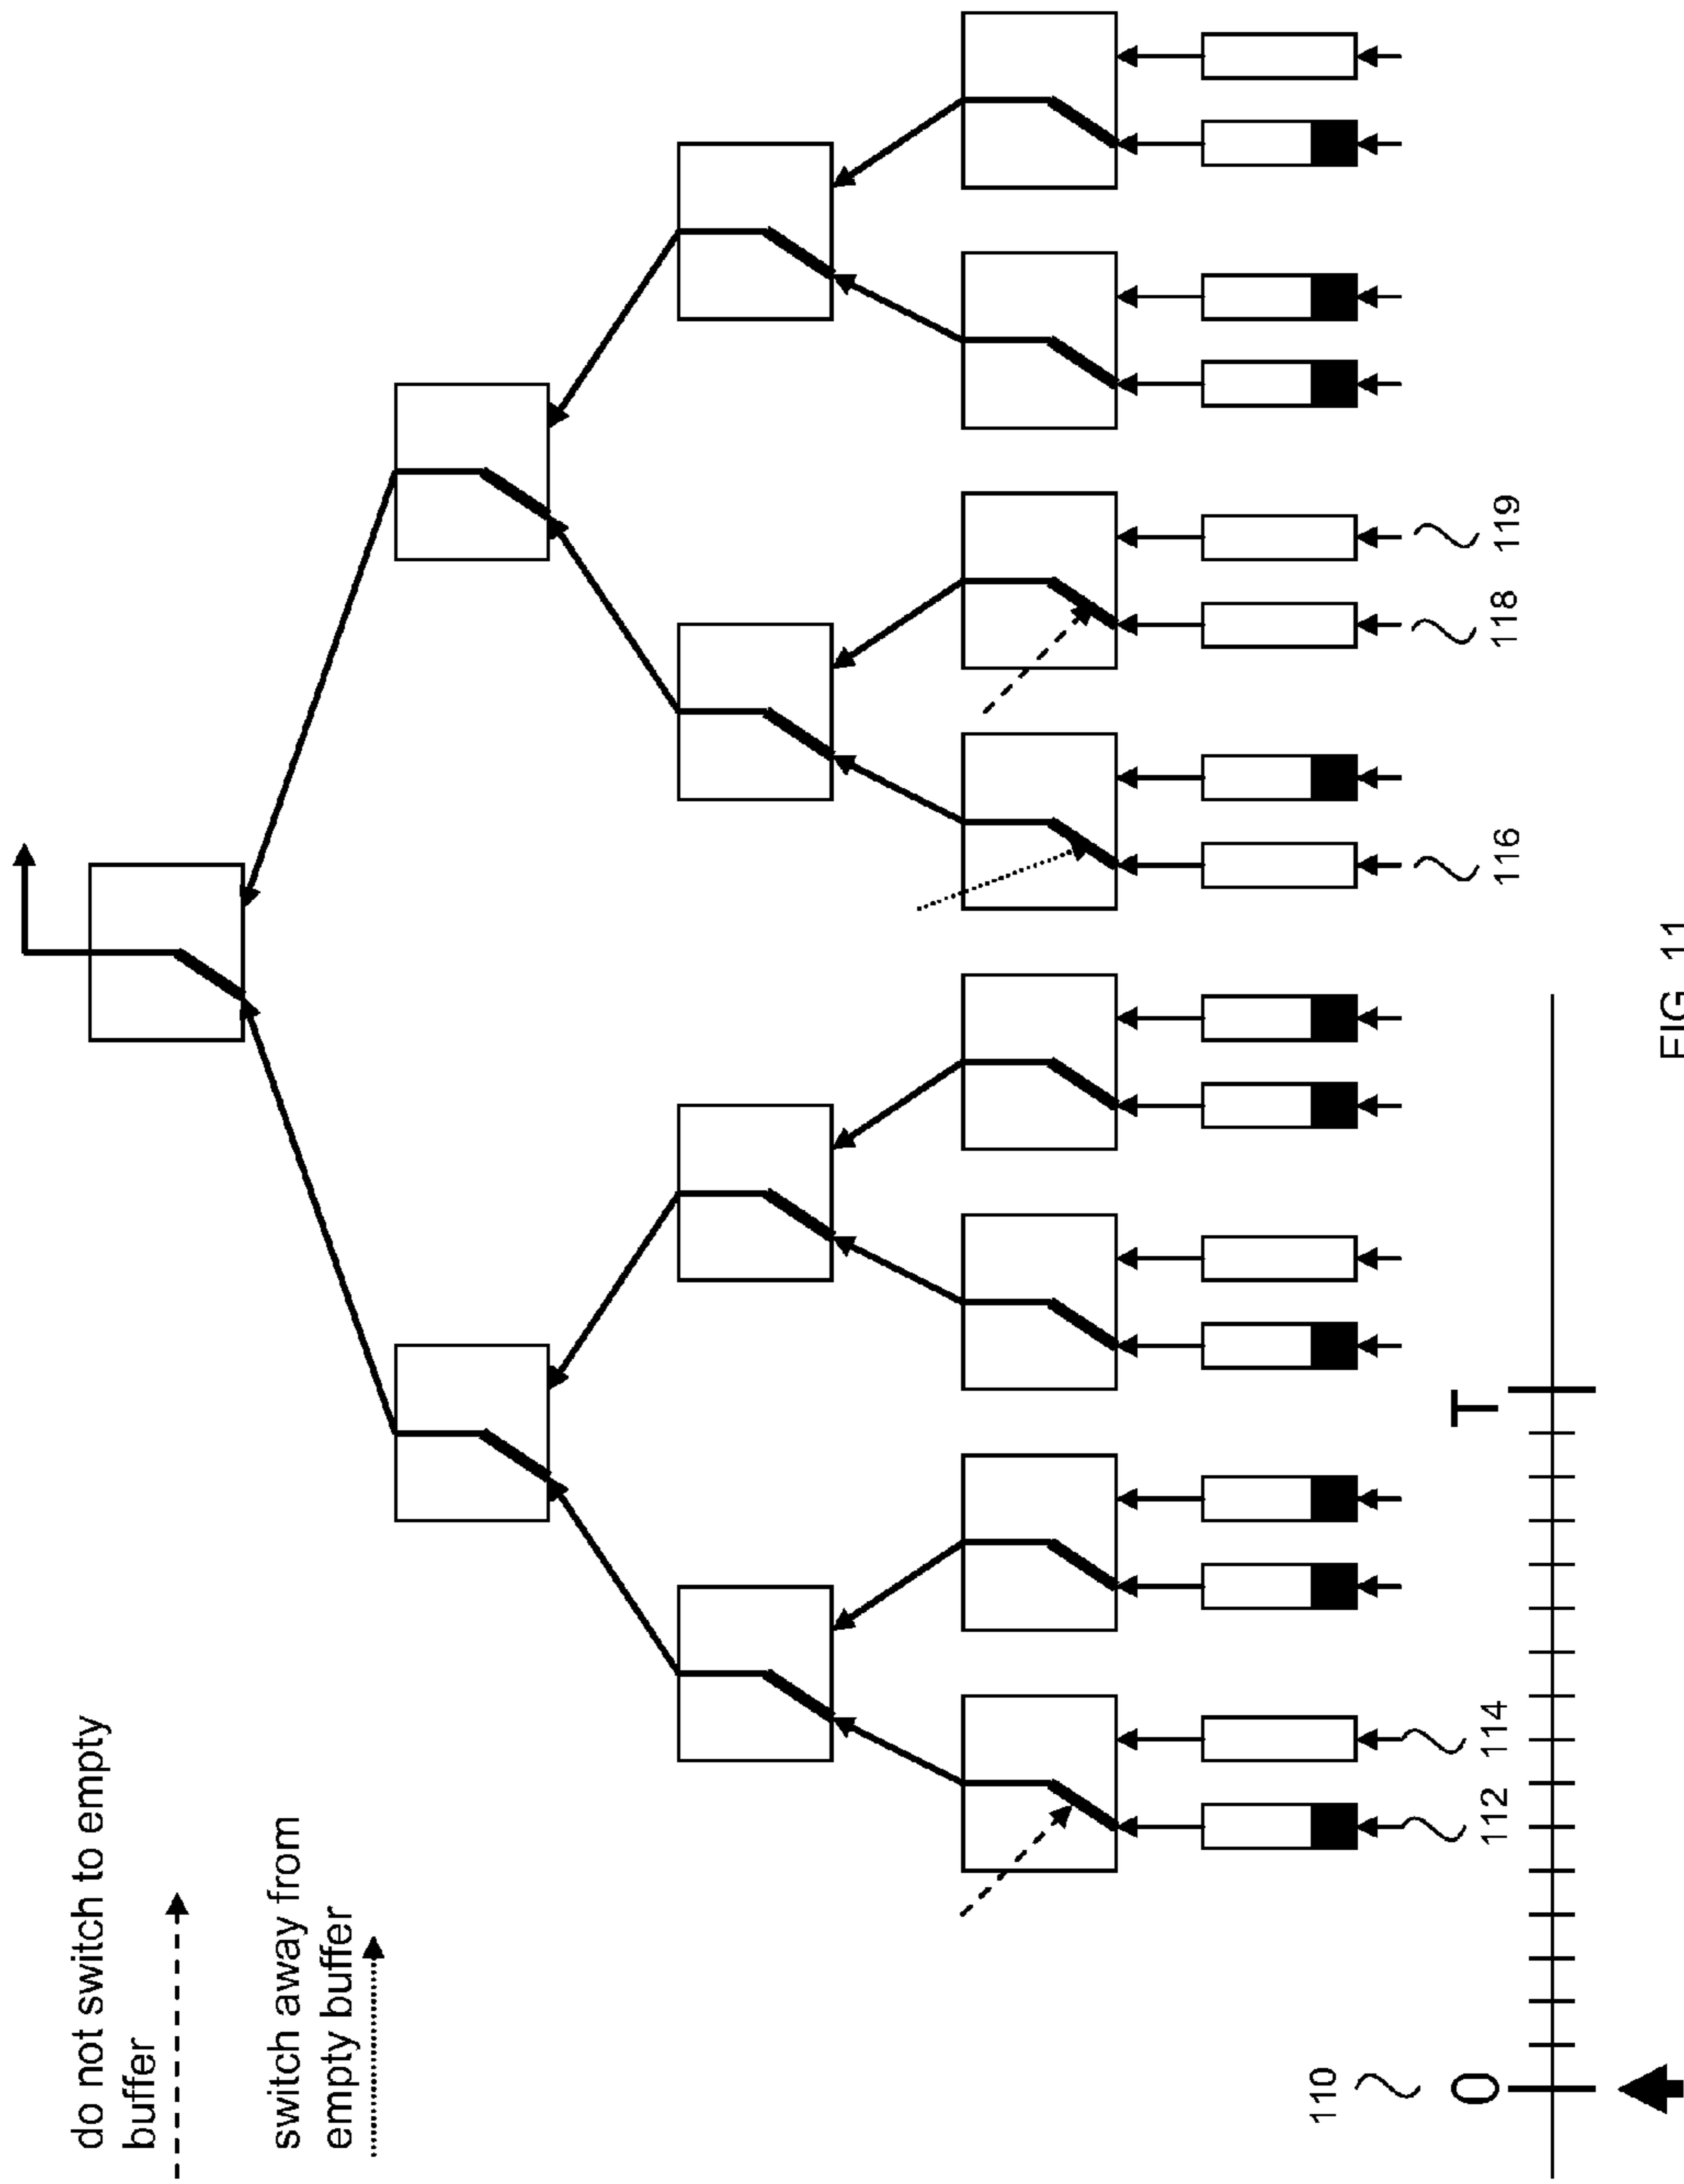 do not switch to empty
buffer
switch away from
empty buffer
110
0
T
112
114
116
118
119
FIG. 11